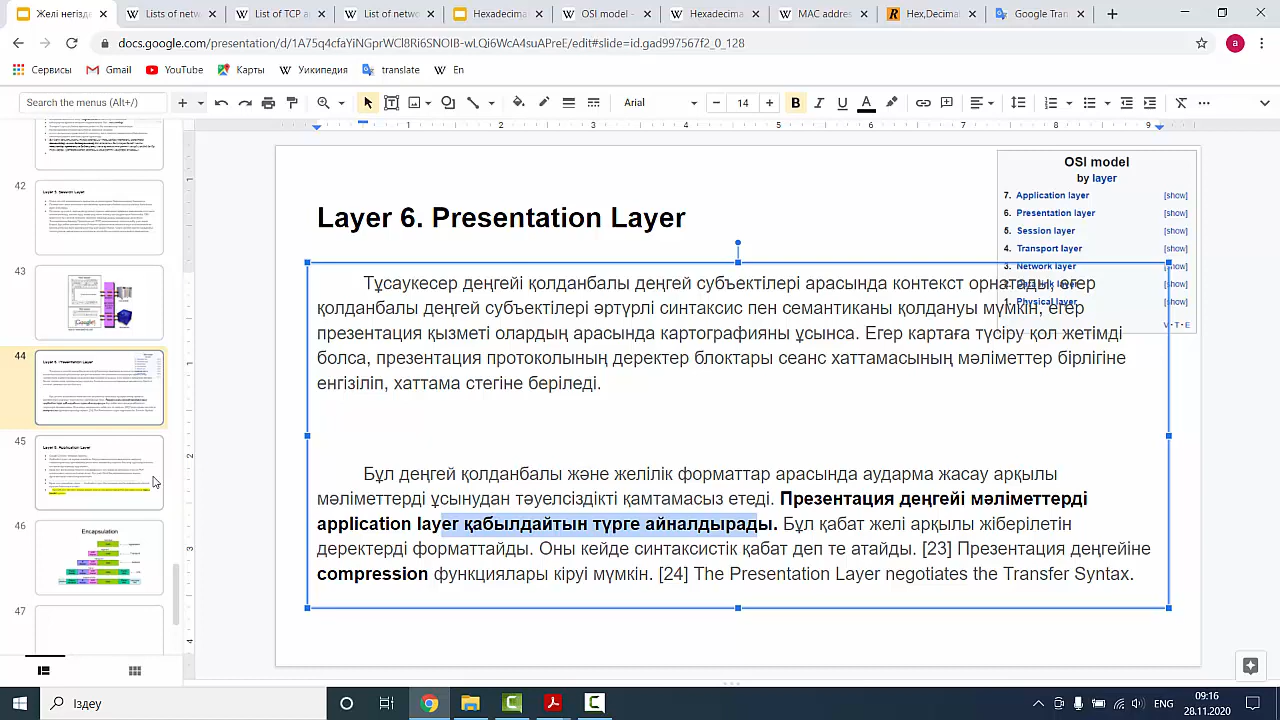 Желі негізд
Lists of netw
List of TCP a
List of netw
Hexadecima
OSI model –
Hexadecima
MAC addres
Hex,Decimal
Google Tran
docs.google.com/presentation/d/1A75q4cfaYiNGprWCl8Ri6SNOIB-wLQi6WcA4suAPreE/edit#slide=id.gad997567f2_0_128
Сервисы
Gmail
YouTube
Карты
Уикипедия
translate
En
Search the menus (Alt+/)
Arial
14
42
43
44
45
46
Encapsulation
47
OSI model
by layer
7. Application layer [show]
6. Presentation layer [show]
5. Session layer [show]
4. Transport layer [show]
3. Network layer [show]
[show]
[show]
V · T · E
Layer 6. Presentation Layer
Тұсаукесер деңгейі қолданбалы деңгей субъектілері арасында контекст орнатады, егер
қолданбалы деңгей субъектілері әртүрлі синтаксис пен семантиканы қолдануы мүмкін, егер
презентация қызметі олардың арасында картографияны ұсынса. Егер картаға түсіру қол жетімді
болса, презентация протоколының деректер блоктары сеанс хаттамасының мәліметтер бірлігіне
енгізіліп, хаттама стегіне беріледі.
Бұл деңгей қолданбалы және желілік форматтар арасында аударма жасау арқылы
мәліметтерді ұсынудан тәуелсіздікті қамтамасыз етеді. Презентация деңгейі мәліметтерді
application layer қабылдайтын түрге айналдырады. Бұл қабат желі арқылы жіберілетін
деректерді форматтайды. Оны кейде синтаксистік қабат деп те атайды. [23] Презентация деңгейіне
compression функциялары кіруі мүмкін. [24] The Presentation Layer negotiates the Transfer Syntax.
Іздеу
ENG
09:16
28.11.2020